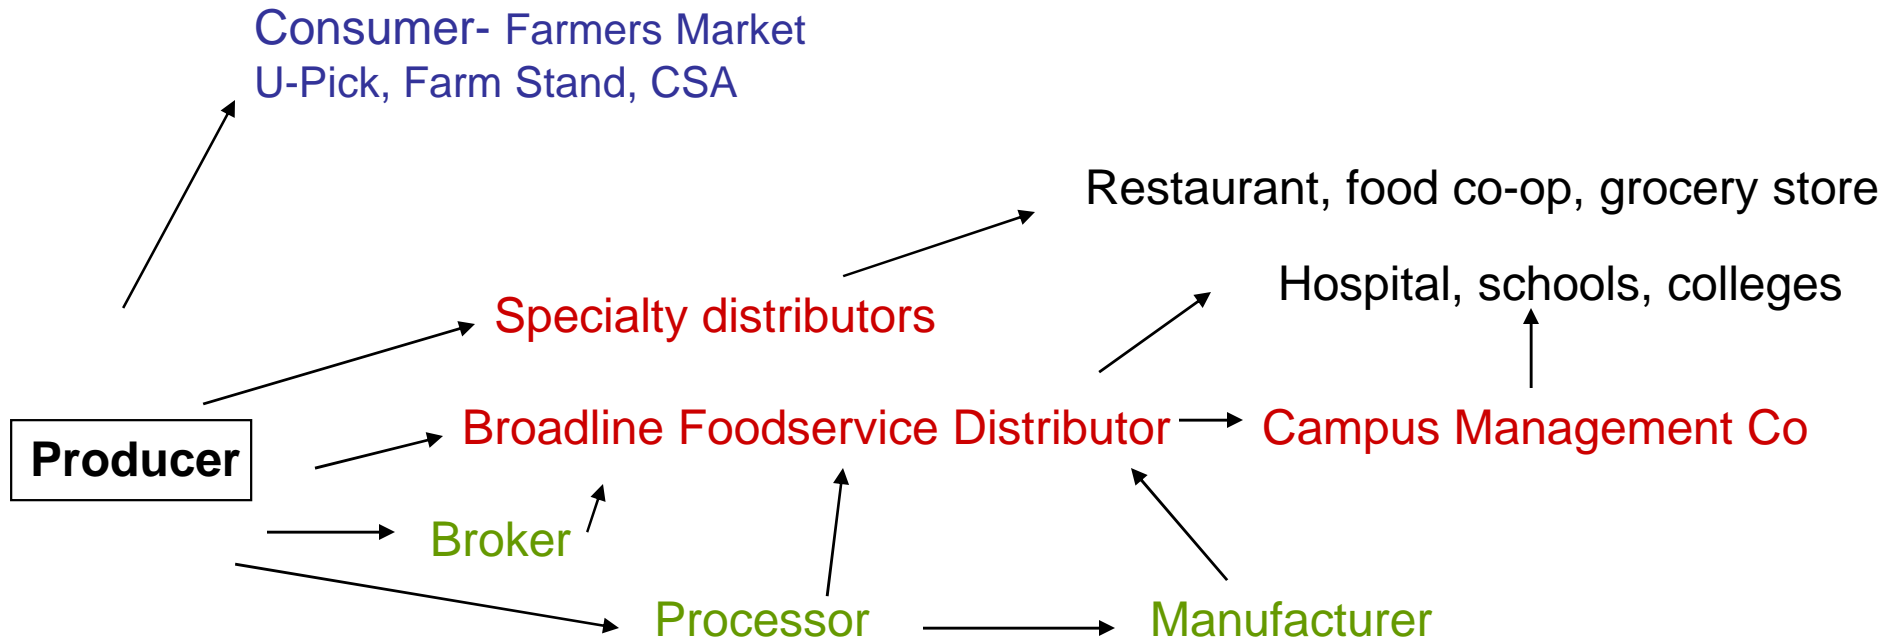 Consumer- Farmers Market
U-Pick, Farm Stand, CSA
Restaurant, food co-op, grocery store
Hospital, schools, colleges
Specialty distributors
Broadline Foodservice Distributor
Campus Management Co
Producer
Broker
Processor
Manufacturer